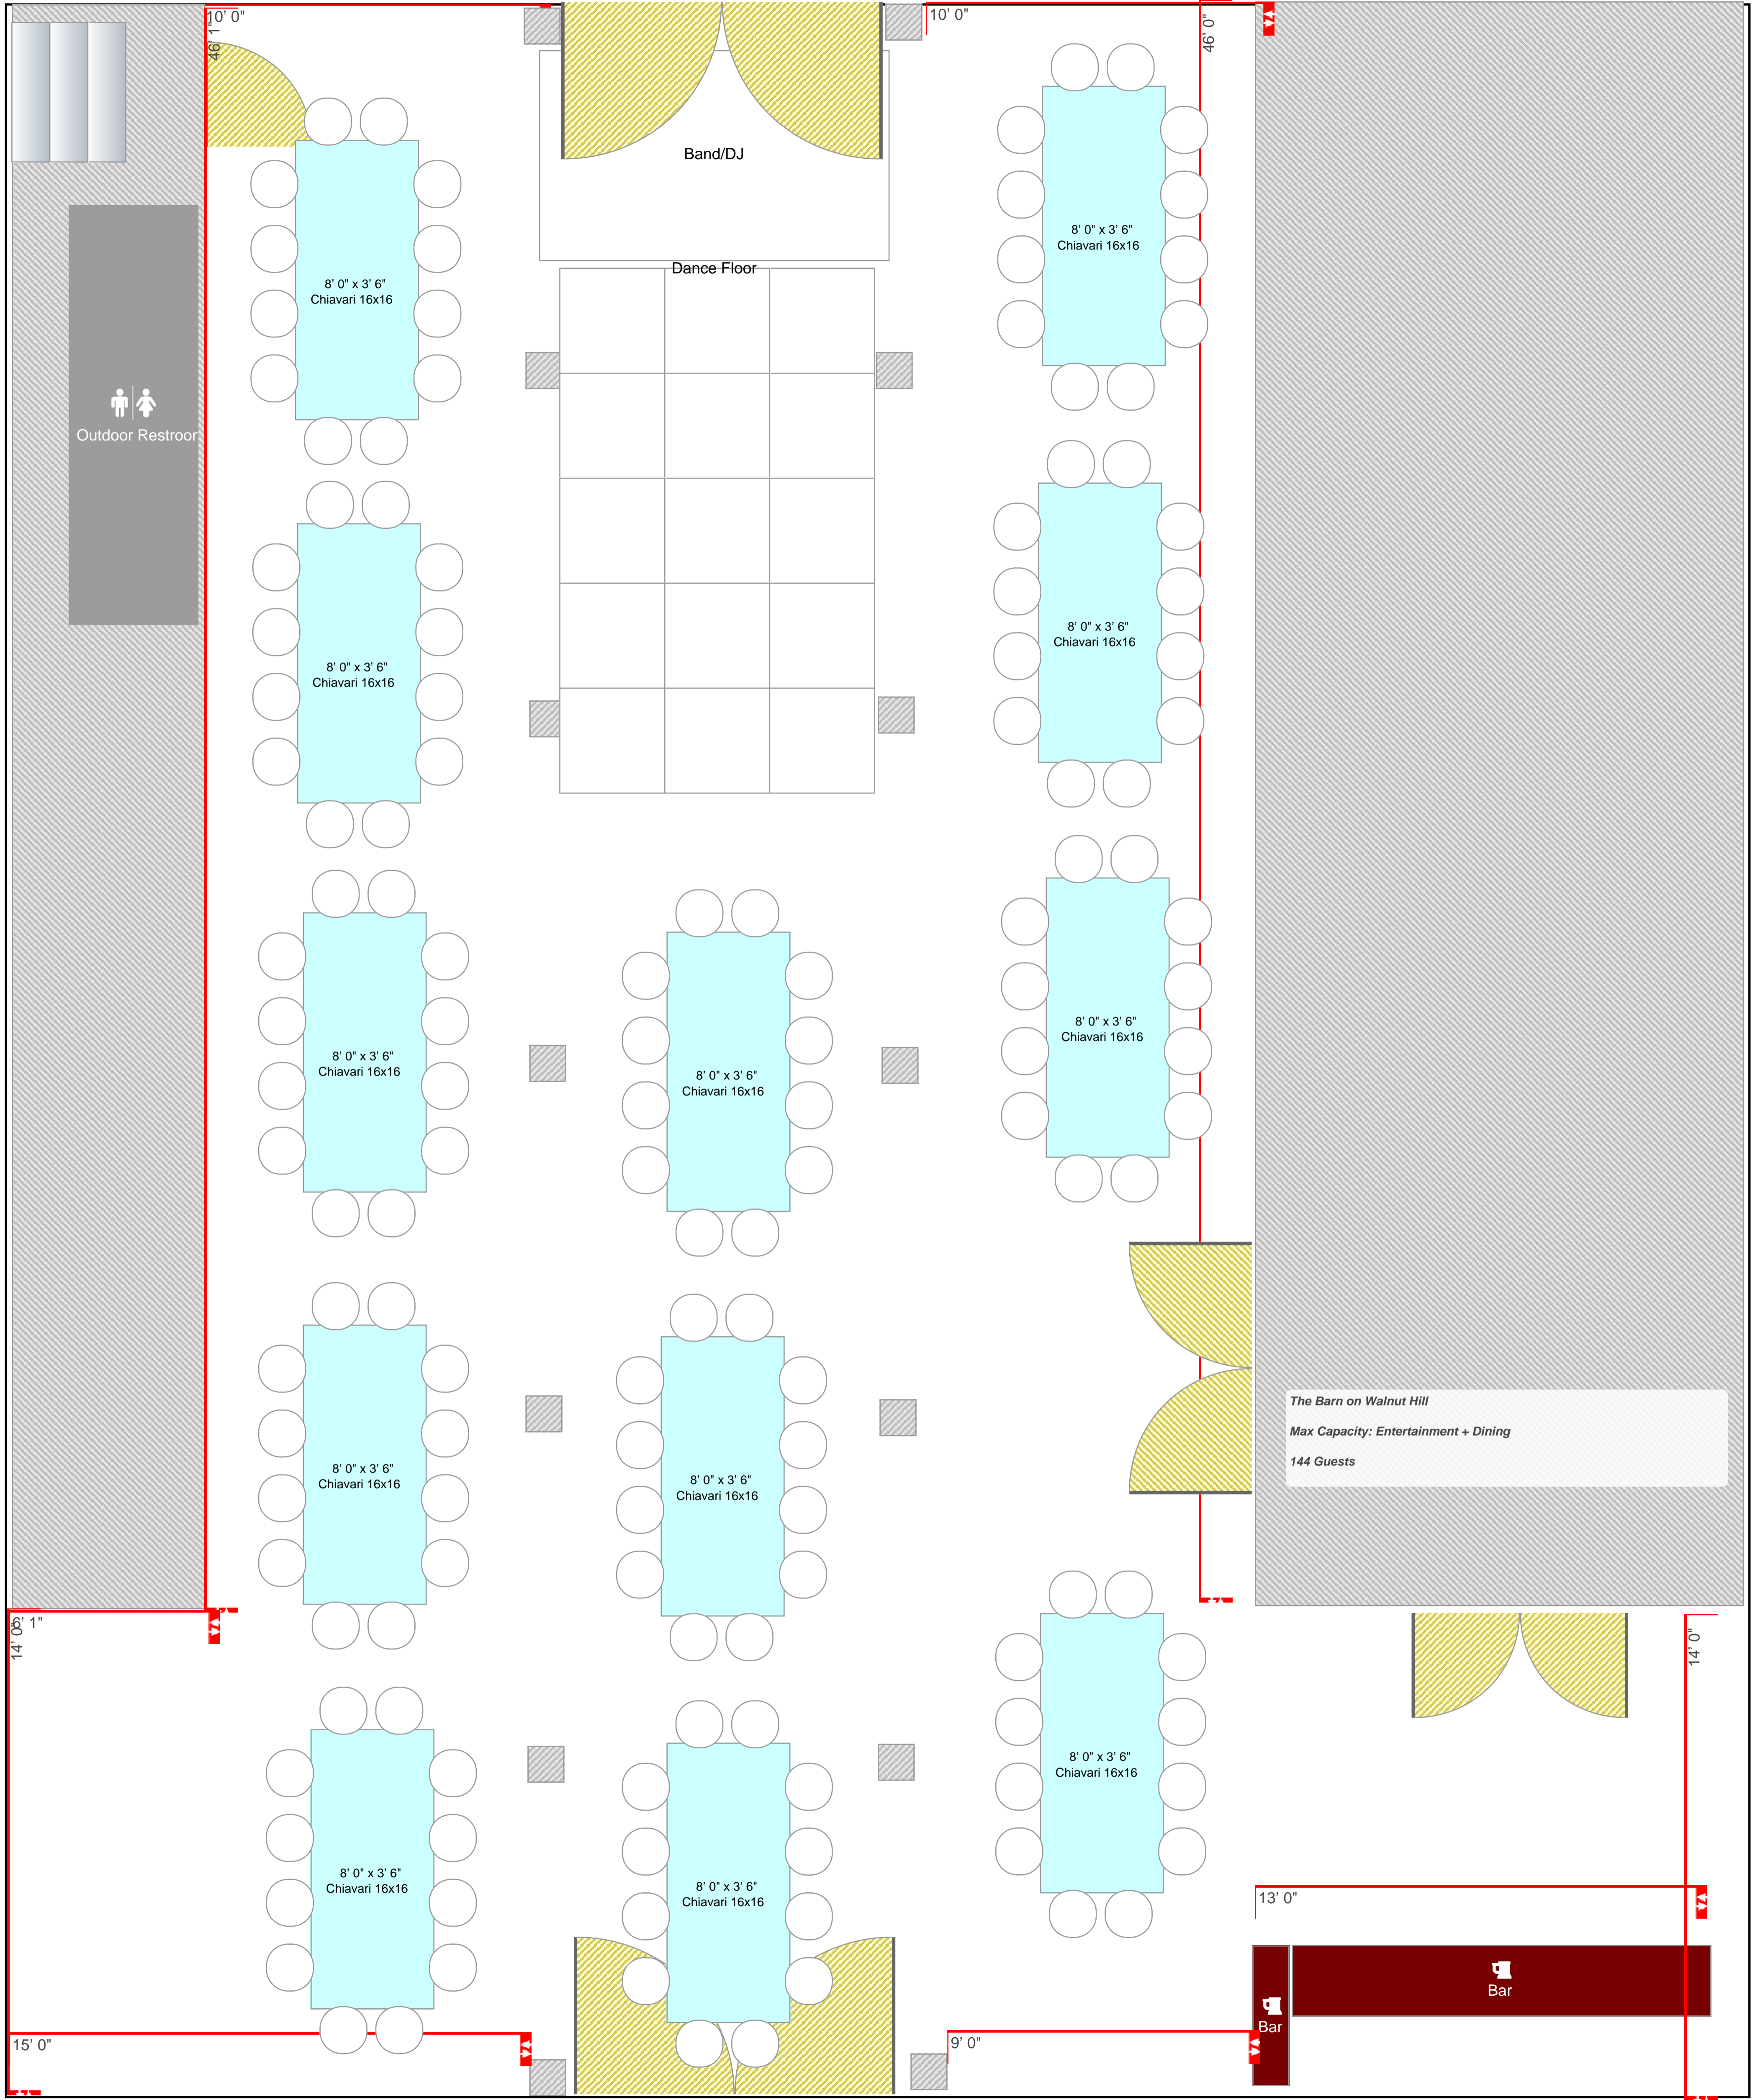 10' 0"
46' 1"
10' 0"
46' 0"
Band/DJ
Dance Floor
8' 0" x 3' 6"
Chiavari 16x16
8' 0" x 3' 6"
Chiavari 16x16
Outdoor Restroor
8' 0" x 3' 6"
Chiavari 16x16
8' 0" x 3' 6"
Chiavari 16x16
8' 0" x 3' 6"
Chiavari 16x16
8' 0" x 3' 6"
Chiavari 16x16
8' 0" x 3' 6"
Chiavari 16x16
The Barn on Walnut Hill
Max Capacity: Entertainment + Dining
144 Guests
8' 0" x 3' 6"
Chiavari 16x16
8' 0" x 3' 6"
Chiavari 16x16
6' 1"
14' 0"
14' 0"
8' 0" x 3' 6"
Chiavari 16x16
8' 0" x 3' 6"
Chiavari 16x16
8' 0" x 3' 6"
Chiavari 16x16
13' 0"
Bar
Bar
15' 0"
9' 0"